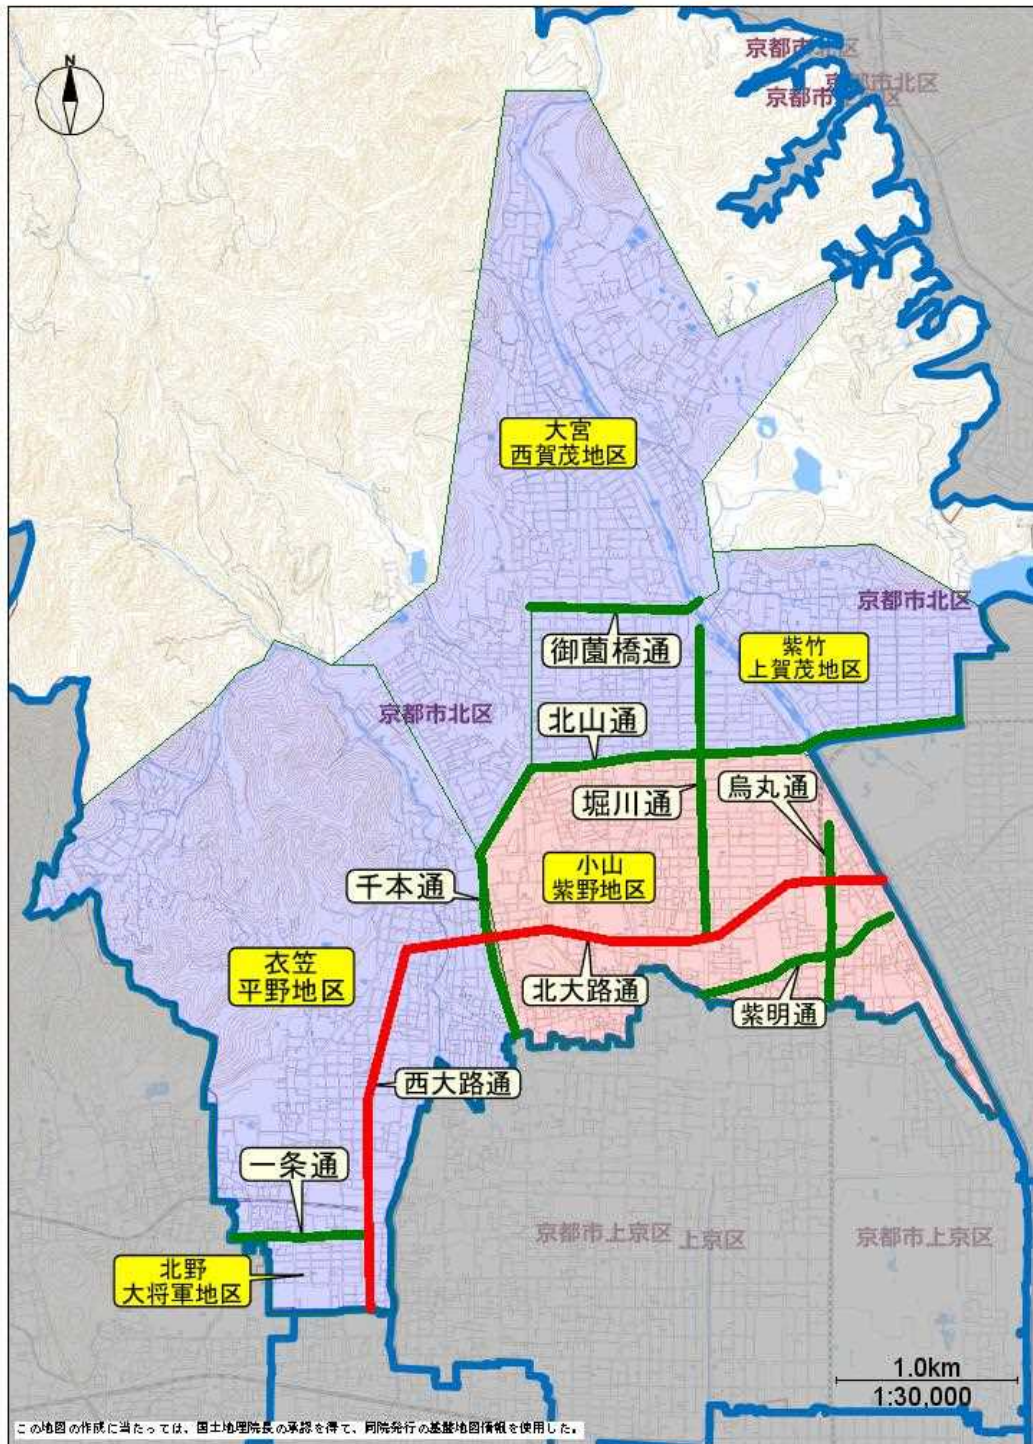 N
京都市北区
京都市北区
京都市北区
大宮
西賀茂地区
京都市北区
御薗橋通
紫竹
上賀茂地区
京都市北区
北山通
堀川通
烏丸通
小山
紫野地区
千本通
衣笠
平野地区
北大路通
紫明通
西大路通
一条通
京都市上京区
上京区
京都市上京区
北野
大将軍地区
1.0km
1:30,000
この地図の作成に当たっては、国土地理院長の承認を得て、同院発行の基盤地図情報を使用した。